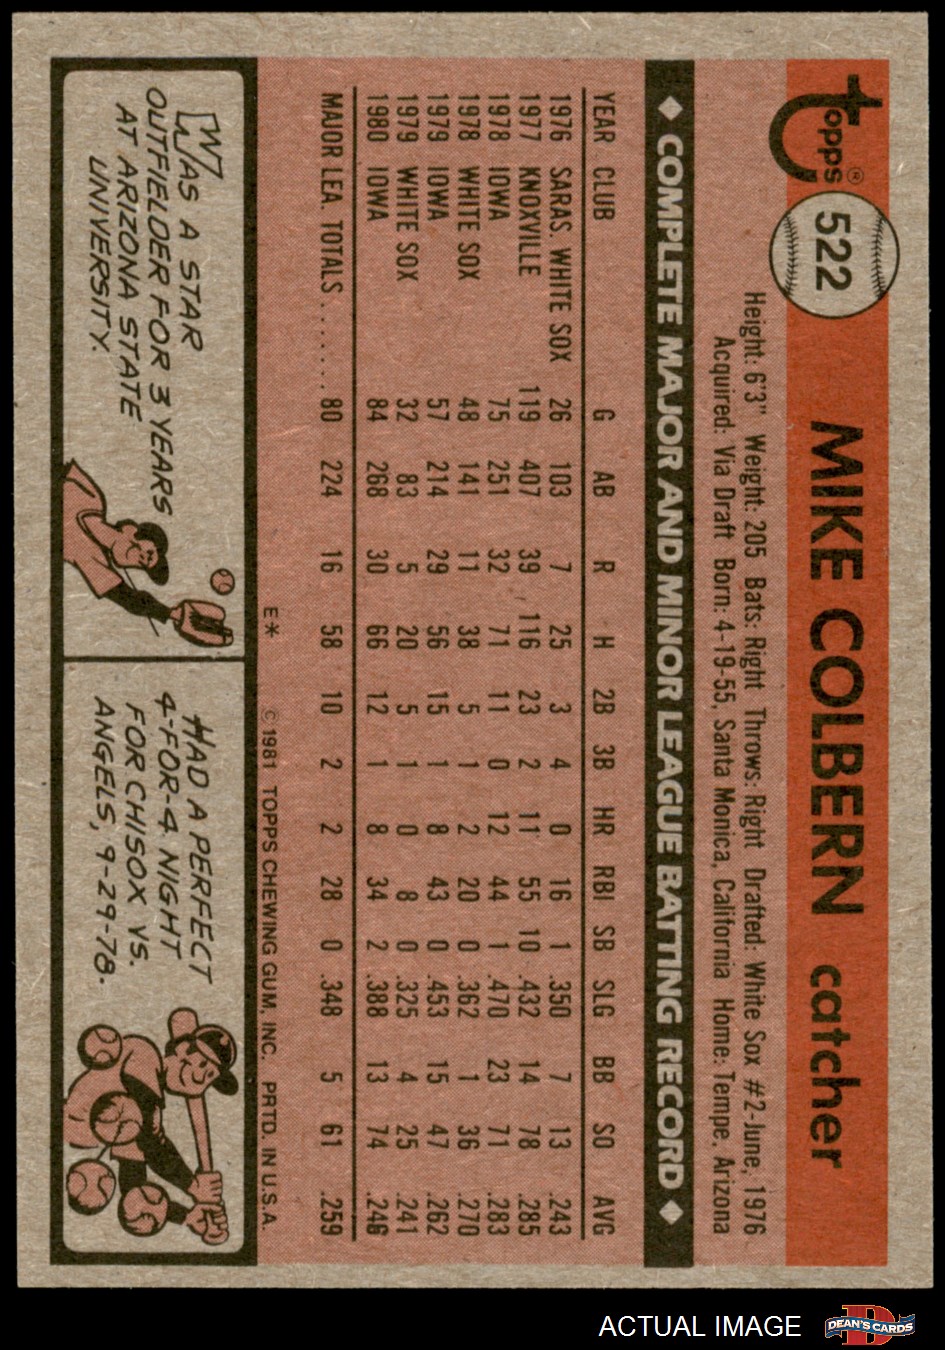 Topps®
522
MIKE COLBERN catcher
Height: 6'3" Weight: 205 Bats: Right Throws: Right Drafted: White Sox #2-June, 1976
Acquired: Via Draft Born: 4-19-55, Santa Monica, California Home: Tempe, Arizona
◆ COMPLETE MAJOR AND MINOR LEAGUE BATTING RECORD ◆
YEAR CLUB G AB R H 2B 3B HR RBI SB SLG BB SO AVG
1976 SARAS. WHITE SOX 26 103 7 25 3 4 0 16 1 .350 7 13 .243
1977 KNOXVILLE 119 407 39 116 23 2 11 55 10 .432 14 78 .285
1978 IOWA 75 251 32 71 11 0 12 44 1 .470 23 71 .283
1978 WHITE SOX 48 141 11 38 5 1 2 20 0 .362 1 36 .270
1979 IOWA 57 214 29 56 15 1 8 43 0 .453 15 47 .262
1979 WHITE SOX 32 83 5 20 5 1 0 8 0 .325 4 25 .241
1980 IOWA 84 268 30 66 12 1 8 34 2 .388 13 74 .246
MAJOR LEA. TOTALS ....... 80 224 16 58 10 2 2 28 0 .348 5 61 .259
E* © 1981 TOPPS CHEWING GUM, INC. PRTD. IN U.S.A.
WAS A STAR
OUTFIELDER FOR 3 YEARS
AT ARIZONA STATE
UNIVERSITY.
HAD A PERFECT
4-FOR-4 NIGHT
FOR CHISOX VS.
ANGELS, 9-29-78.
ACTUAL IMAGE
DEAN'S CARDS